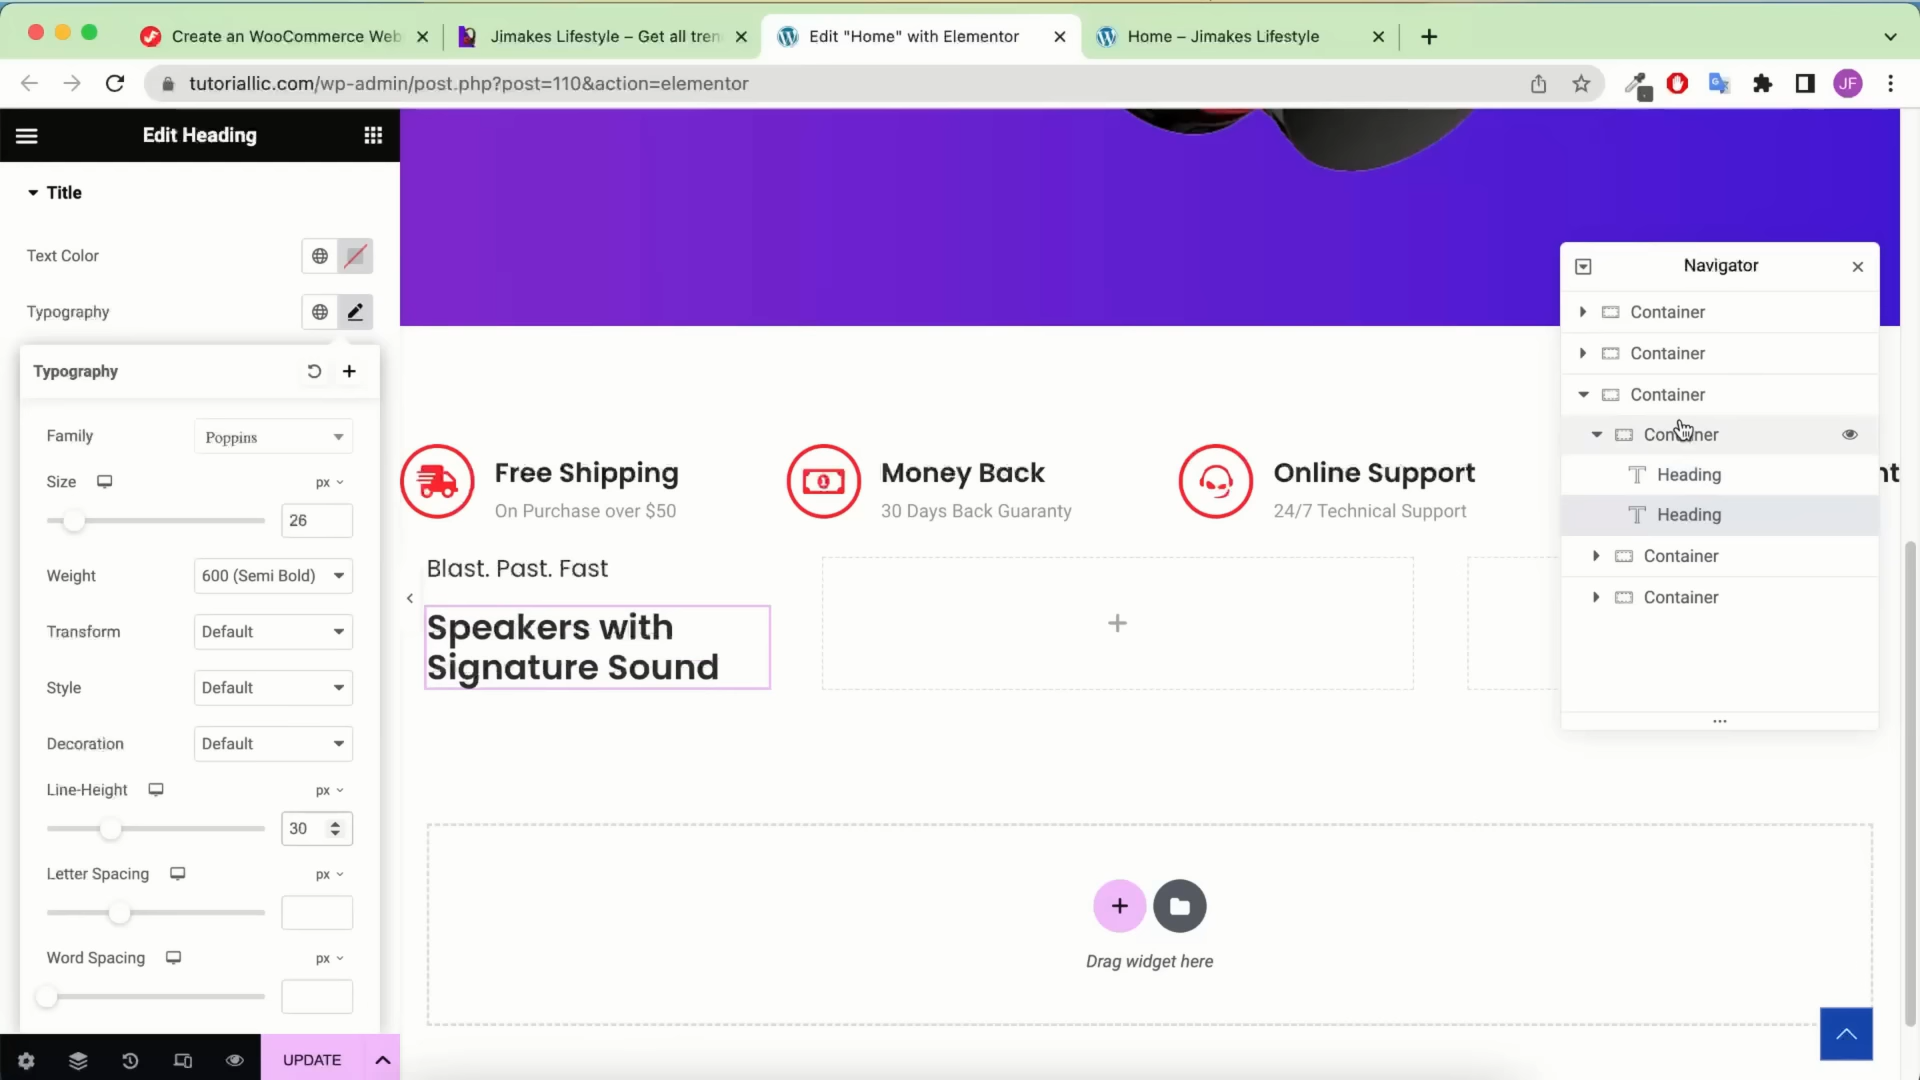 Create an WooCommerce Web
Jimakes Lifestyle – Get all tren
Edit "Home" with Elementor
Home – Jimakes Lifestyle
tutoriallic.com/wp-admin/post.php?post=110&action=elementor
JF
Edit Heading
Title
Text Color
Typography
Typography
Family
Poppins
Size
px
26
Weight
600 (Semi Bold)
Transform
Default
Style
Default
Decoration
Default
Line-Height
px
30
Letter Spacing
px
Word Spacing
px
UPDATE
Free Shipping
On Purchase over $50
Money Back
30 Days Back Guaranty
Online Support
24/7 Technical Support
nt
Blast. Past. Fast
Speakers with
Signature Sound
Drag widget here
Navigator
Container
Container
Container
Container
Heading
Heading
Container
Container